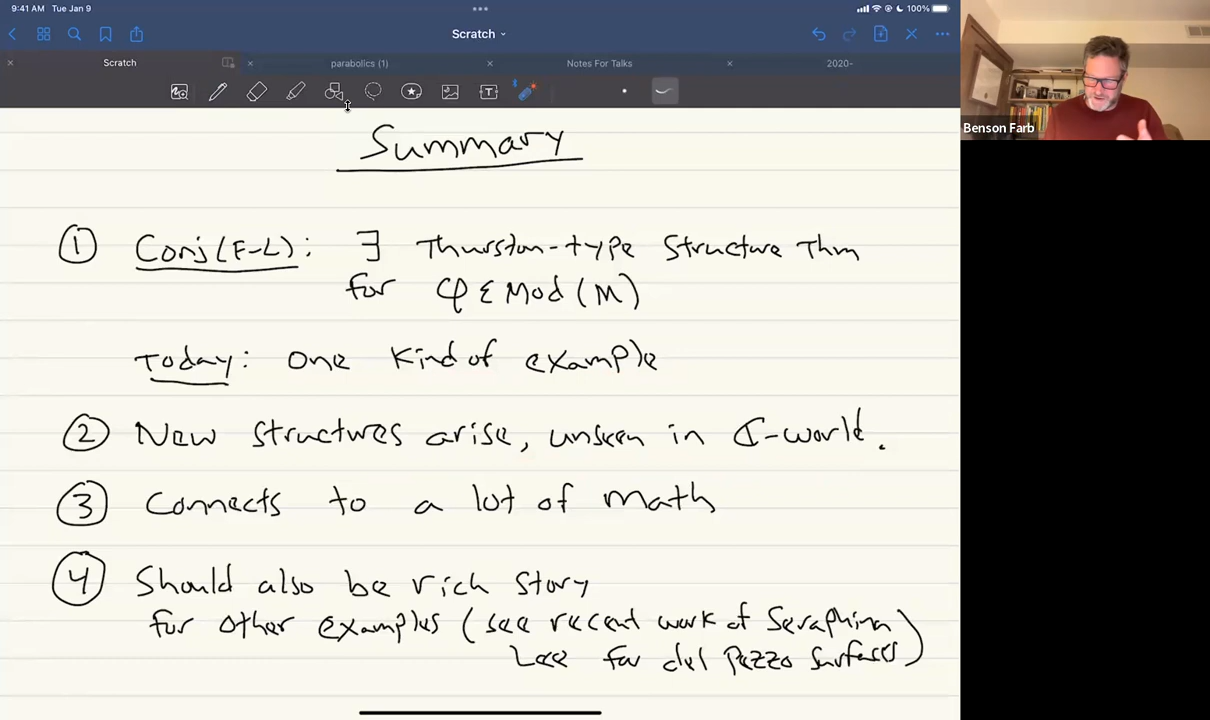 9:41 AM Tue Jan 9
100%
Scratch
Scratch
parabolics (1)
Notes For Talks
2020-
Benson Farb
Summary
① Conj (F-L): ∃ Thurston-type Structure Thm
for φ ∈ Mod(M)
Today: One Kind of example
② New structures arise, unseen in ℂ-world.
③ Connects to a lot of math
④ Should also be rich story
for other examples (see recent work of Seraphina
Lee for del Pezzo surfaces)